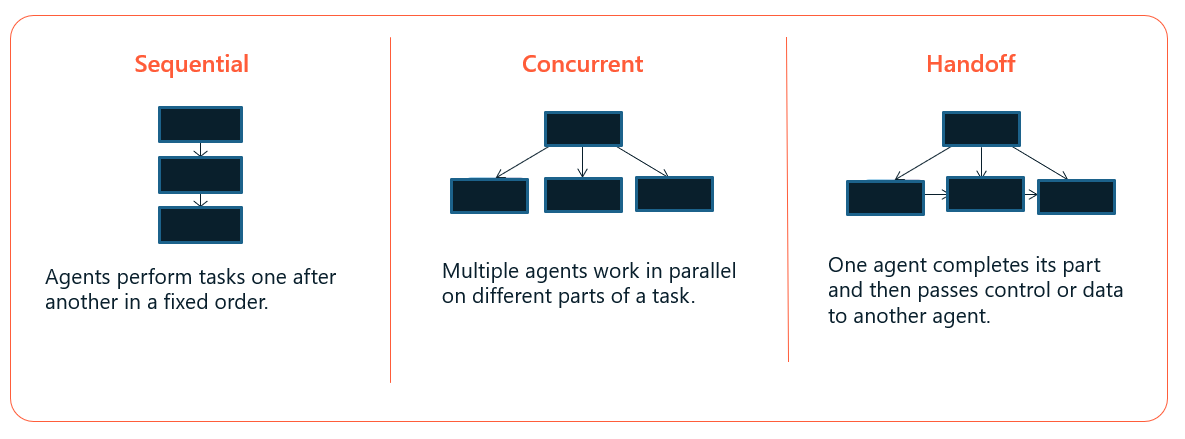 Sequential
Agents perform tasks one after
another in a fixed order.
Concurrent
Multiple agents work in parallel
on different parts of a task.
Handoff
One agent completes its part
and then passes control or data
to another agent.